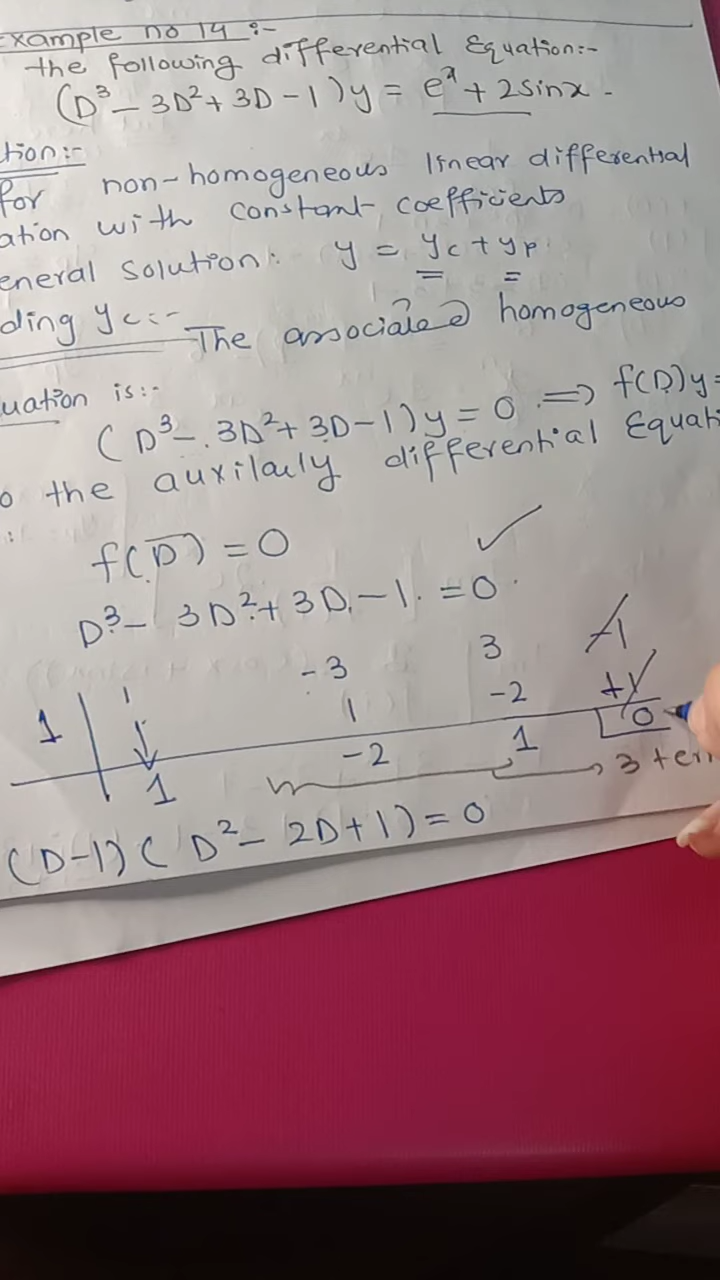 Example no 14 :-
the following differential Equation:-
(D³ - 3D² + 3D - 1)y = eˣ + 2sinx -
tion:-
for non-homogeneous linear differential
ation with constant coefficients
eneral solution: y = yc + yp
ding yc:- The associated homogeneous
uation is:-
(D³ - 3D² + 3D - 1)y = 0 ⟹ f(D)y =
o the auxilauly differential Equati
:
f(D) = 0 ✓
D³ - 3D² + 3D - 1 = 0
1 | 1 -3 3 -1
↓ 1 -2 +1
1 -2 1 0
3 ter
(D-1)(D² - 2D + 1) = 0